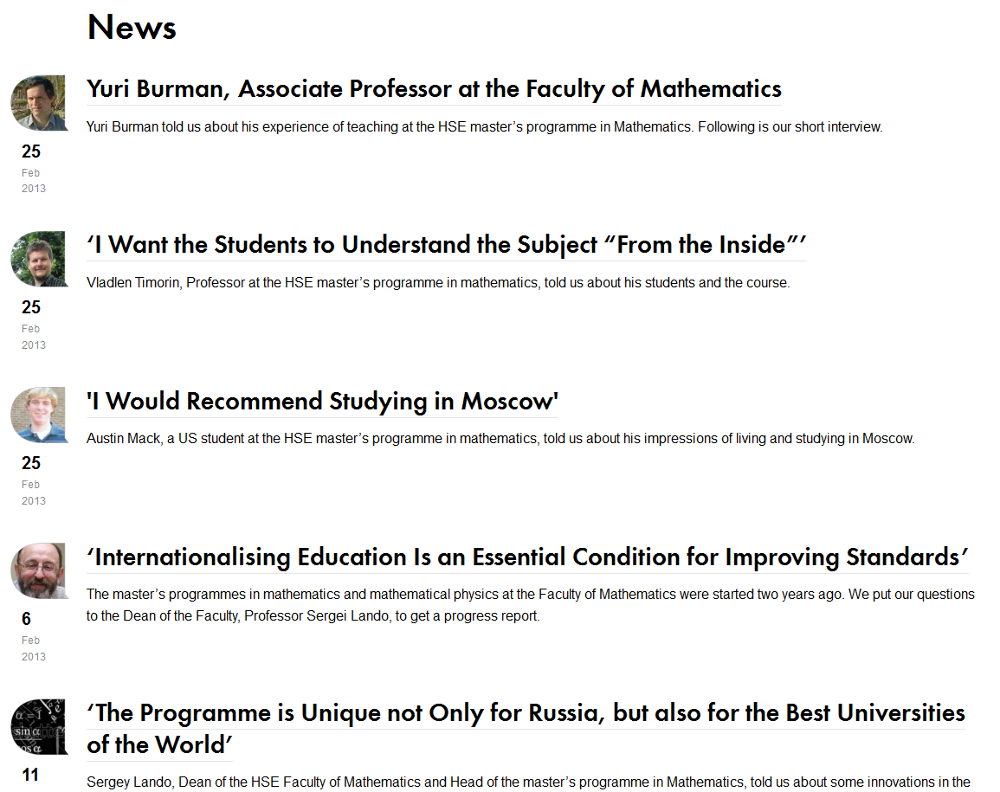 News
Yuri Burman, Associate Professor at the Faculty of Mathematics
Yuri Burman told us about his experience of teaching at the HSE master’s programme in Mathematics. Following is our short interview.
25
Feb
2013
‘I Want the Students to Understand the Subject “From the Inside”’
Vladlen Timorin, Professor at the HSE master’s programme in mathematics, told us about his students and the course.
25
Feb
2013
'I Would Recommend Studying in Moscow'
Austin Mack, a US student at the HSE master’s programme in mathematics, told us about his impressions of living and studying in Moscow.
25
Feb
2013
‘Internationalising Education Is an Essential Condition for Improving Standards’
The master’s programmes in mathematics and mathematical physics at the Faculty of Mathematics were started two years ago. We put our questions
to the Dean of the Faculty, Professor Sergei Lando, to get a progress report.
6
Feb
2013
‘The Programme is Unique not Only for Russia, but also for the Best Universities
of the World’
sin α
11
Sergey Lando, Dean of the HSE Faculty of Mathematics and Head of the master’s programme in Mathematics, told us about some innovations in the